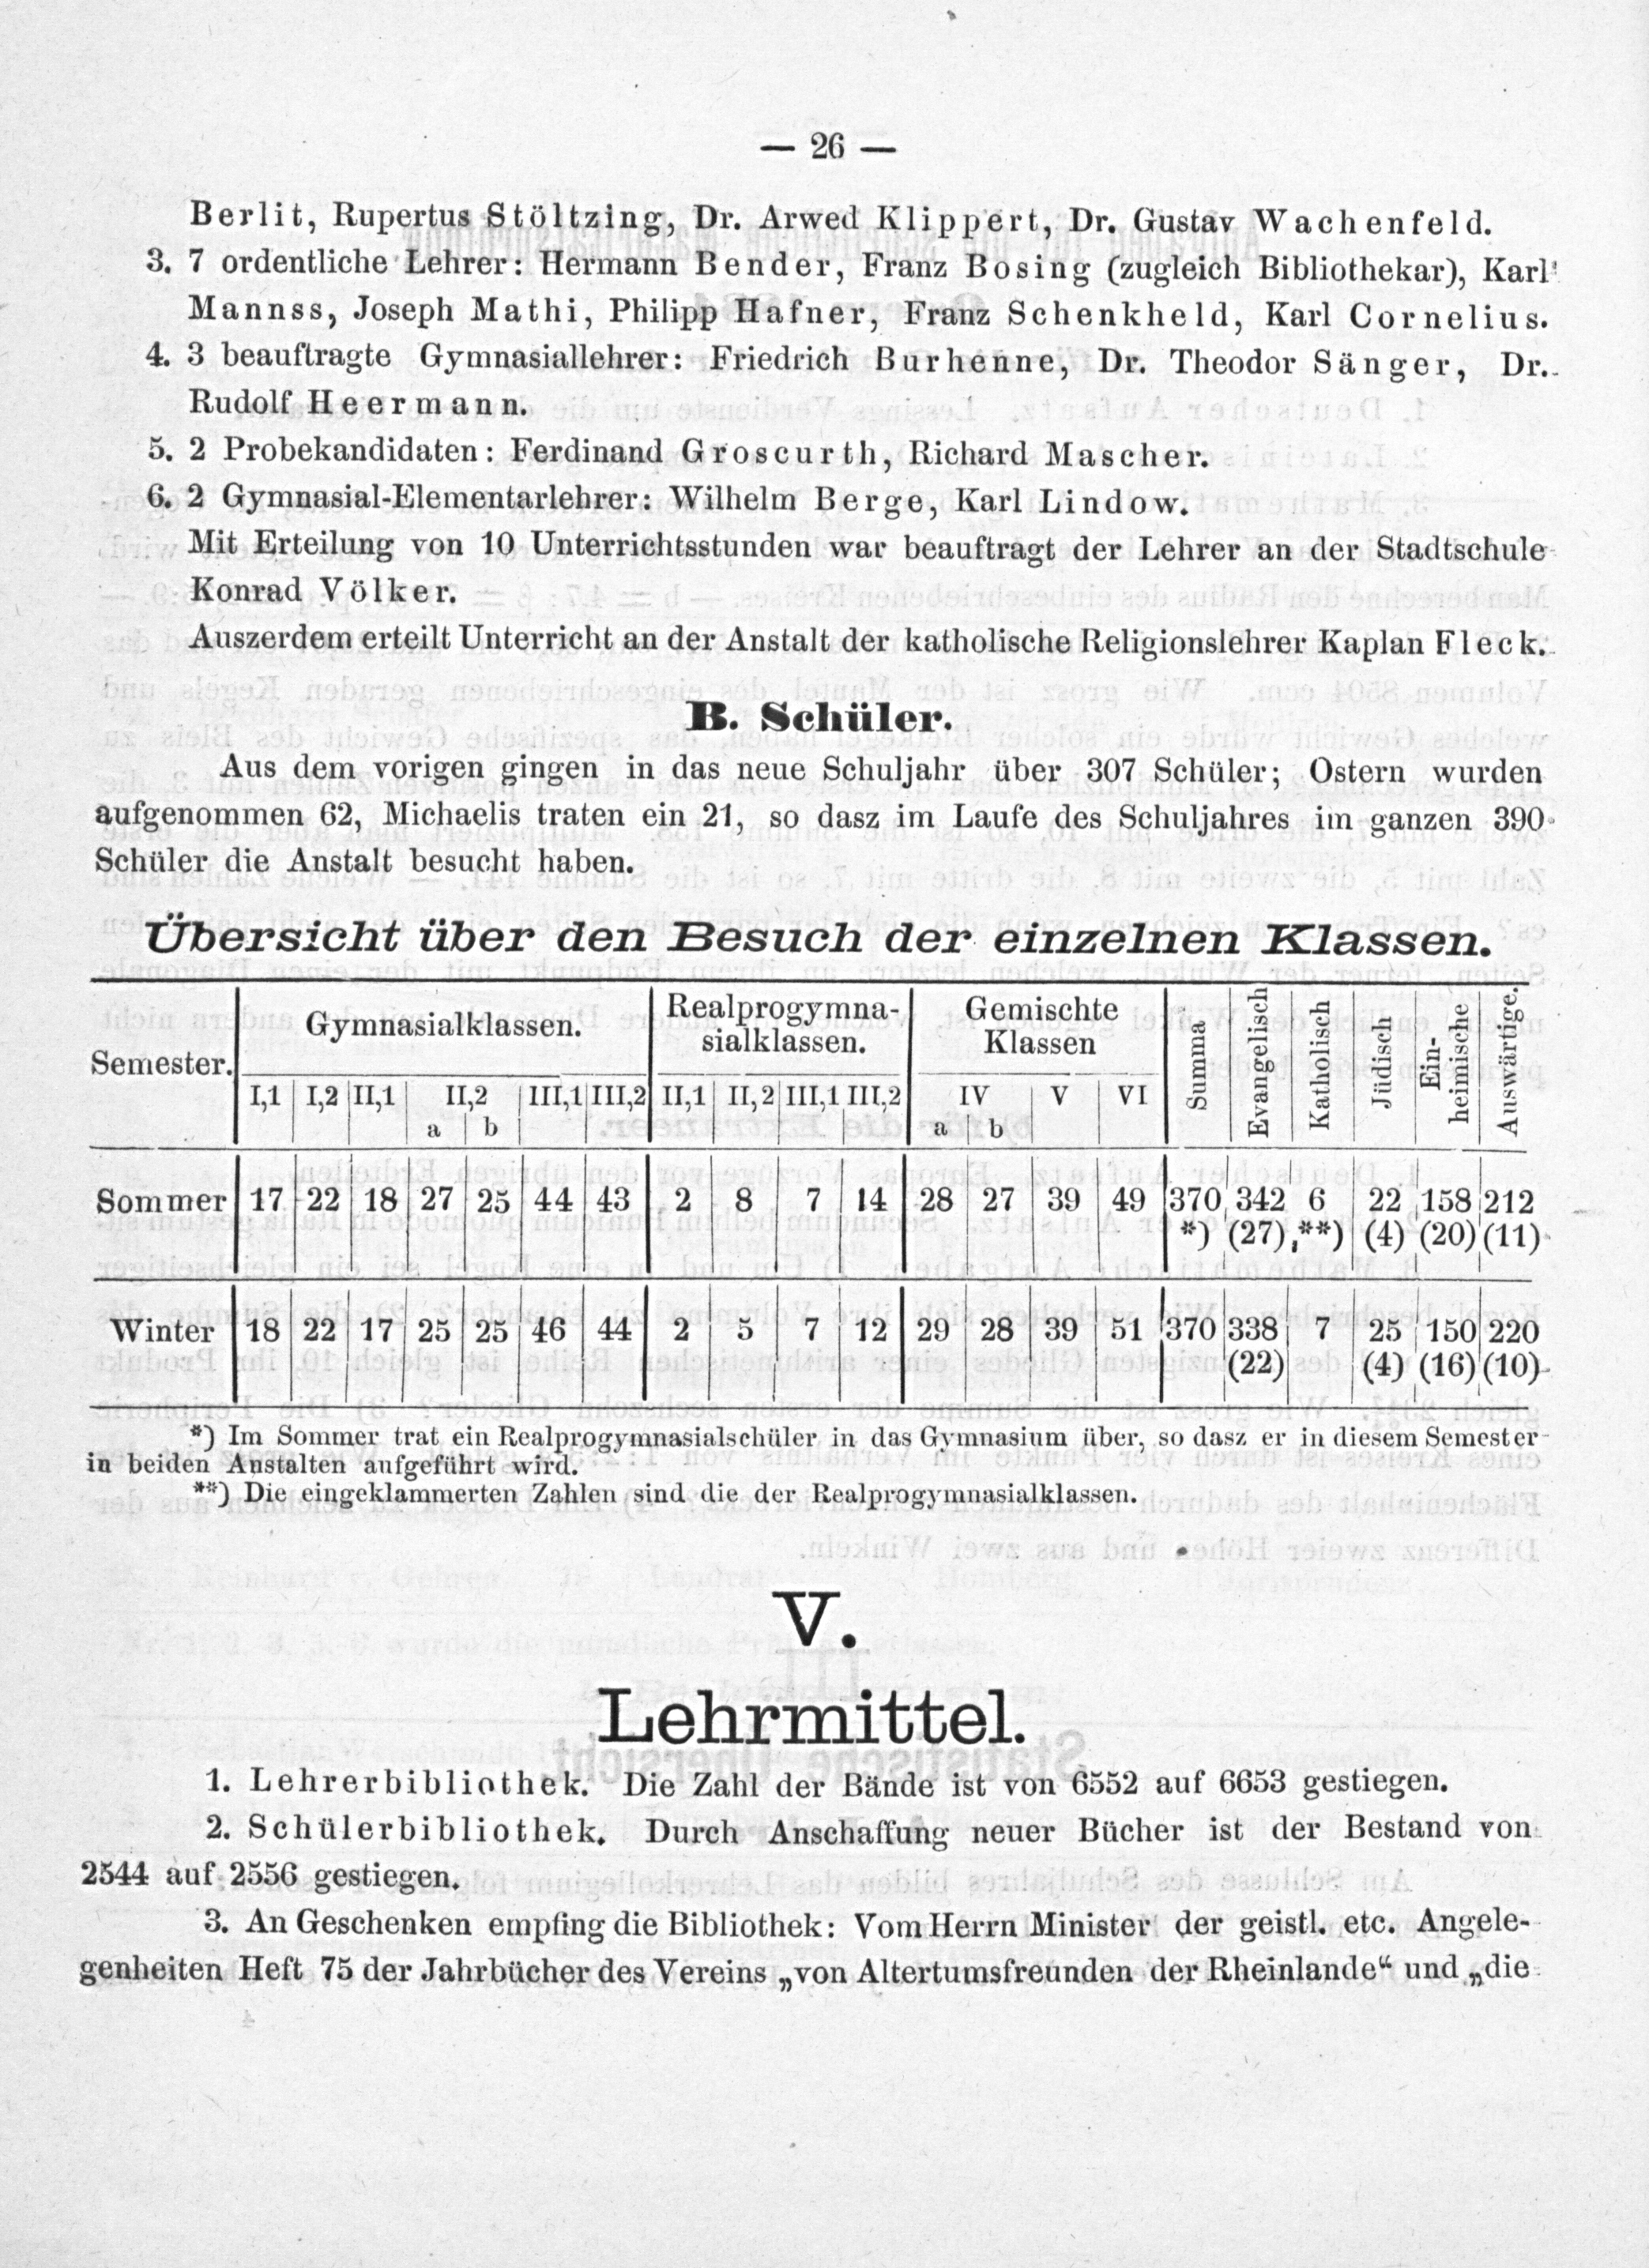 — 26 —
Berlit, Rupertus Stöltzing, Dr. Arwed Klippert, Dr. Gustav Wachenfeld.
3. 7 ordentliche Lehrer: Hermann Bender, Franz Bosing (zugleich Bibliothekar), Karl
Mannss, Joseph Mathi, Philipp Hafner, Franz Schenkheld, Karl Cornelius.
4. 3 beauftragte Gymnasiallehrer: Friedrich Burhenne, Dr. Theodor Sänger, Dr.
Rudolf Heermann.
5. 2 Probekandidaten: Ferdinand Groscurth, Richard Mascher.
6. 2 Gymnasial-Elementarlehrer: Wilhelm Berge, Karl Lindow.
Mit Erteilung von 10 Unterrichtsstunden war beauftragt der Lehrer an der Stadtschule
Konrad Völker.
Auszerdem erteilt Unterricht an der Anstalt der katholische Religionslehrer Kaplan Fleck.
B. Schüler.
Aus dem vorigen gingen in das neue Schuljahr über 307 Schüler; Ostern wurden
aufgenommen 62, Michaelis traten ein 21, so dasz im Laufe des Schuljahres im ganzen 390
Schüler die Anstalt besucht haben.
Übersicht über den Besuch der einzelnen Klassen.
Semester. Gymnasialklassen. Realprogymna- Gemischte Summa Evangelisch Katholisch Jüdisch Ein- Auswärtige.
sialklassen. Klassen heimische
I,1 I,2 II,1 II,2 III,1 III,2 II,1 II,2 III,1 III,2 IV V VI
a b a b
Sommer 17 22 18 27 25 44 43 2 8 7 14 28 27 39 49 370 342 6 22 158 212
*) (27) **) (4) (20) (11)
Winter 18 22 17 25 25 46 44 2 5 7 12 29 28 39 51 370 338 7 25 150 220
(22) (4) (16) (10)
*) Im Sommer trat ein Realprogymnasialschüler in das Gymnasium über, so dasz er in diesem Semester
in beiden Anstalten aufgeführt wird.
**) Die eingeklammerten Zahlen sind die der Realprogymnasialklassen.
V.
Lehrmittel.
1. Lehrerbibliothek. Die Zahl der Bände ist von 6552 auf 6653 gestiegen.
2. Schülerbibliothek. Durch Anschaffung neuer Bücher ist der Bestand von
2544 auf 2556 gestiegen.
3. An Geschenken empfing die Bibliothek: Vom Herrn Minister der geistl. etc. Angele-
genheiten Heft 75 der Jahrbücher des Vereins „von Altertumsfreunden der Rheinlande“ und „die